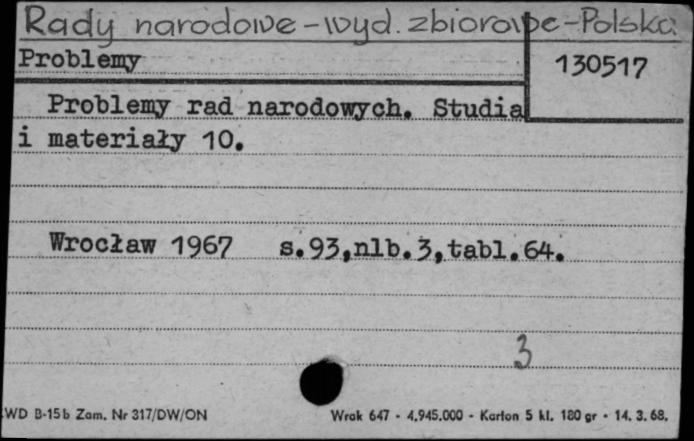 Rady narodowe - wyd. zbiorowe - Polska
Problemy
130517
Problemy rad narodowych. Studia
i materiały 10.
Wrocław 1967 s.93,nlb.3,tabl.64.
3
WD B-15b Zam. Nr 317/DW/ON
Wrak 647 - 4.945.000 - Karton 5 kl. 180 gr - 14. 3. 68.